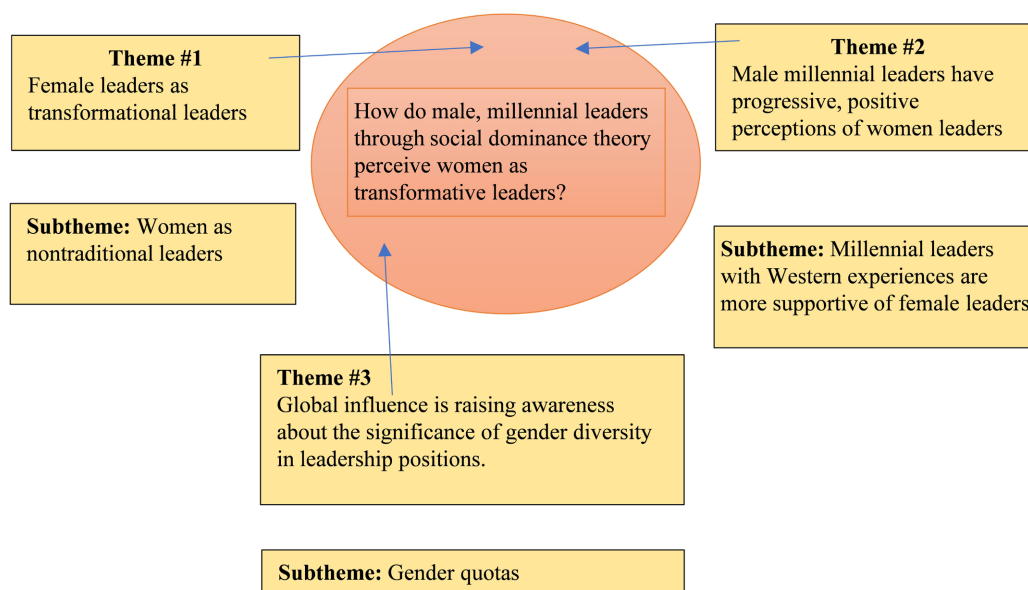 Theme #1
Female leaders as
transformational leaders
How do male, millennial leaders
through social dominance theory
perceive women as
transformative leaders?
Theme #2
Male millennial leaders have
progressive, positive
perceptions of women leaders
Subtheme: Women as
nontraditional leaders
Subtheme: Millennial leaders
with Western experiences are
more supportive of female leaders
Theme #3
Global influence is raising awareness
about the significance of gender diversity
in leadership positions.
Subtheme: Gender quotas